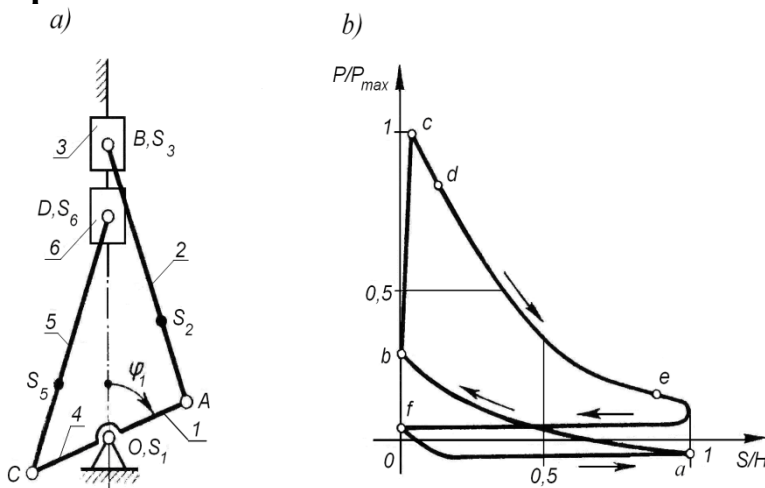 a)
b)
P/Pmax
3
B,S3
1
c
D,S6
d
6
2
5
0,5
S2
φ1
b
e
S5
A
f
4
1
O,S1
C
0
0,5
a
1
S/H